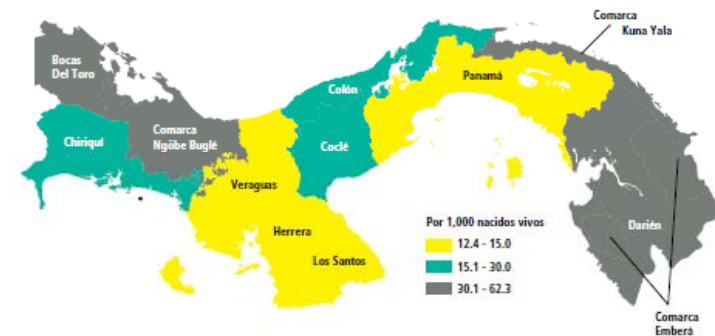 Comarca
Kuna Yala
Bocas
Del Toro
Panamá
Colón
Chiriquí
Comarca
Ngöbe Buglé
Coclé
Veraguas
Por 1,000 nacidos vivos
12.4 - 15.0
15.1 - 30.0
30.1 - 62.3
Herrera
Los Santos
Darién
Comarca
Emberá